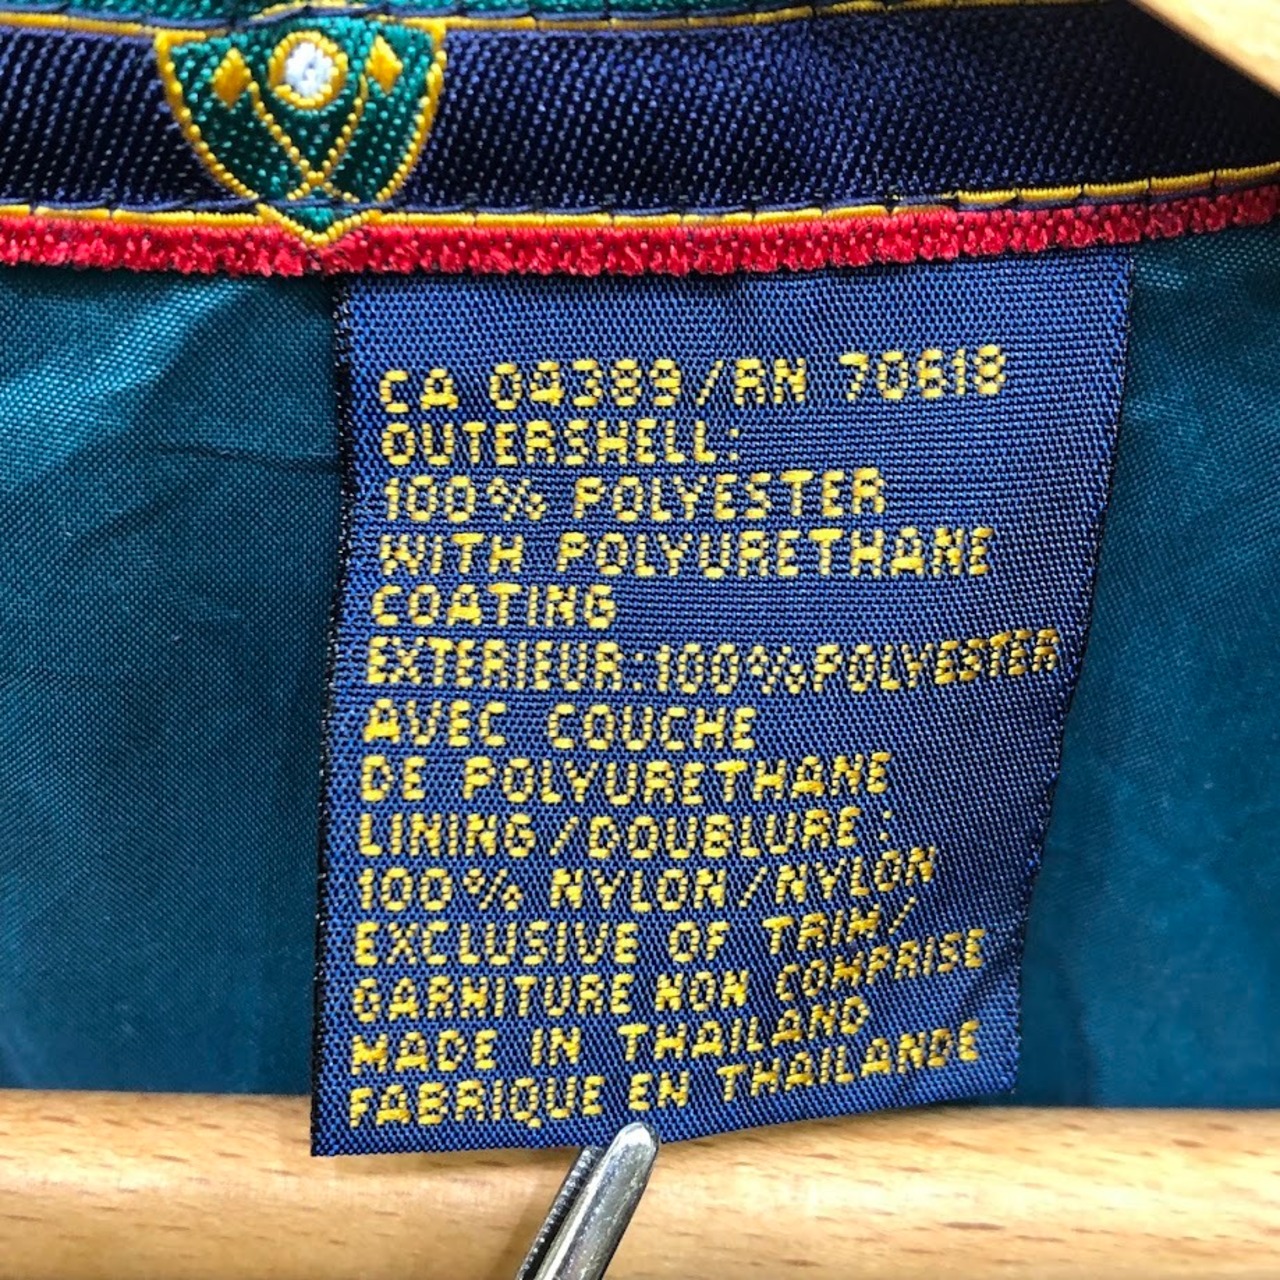 CA 04389/RN 70618
OUTERSHELL:
100% POLYESTER
WITH POLYURETHANE
COATING
EXTERIEUR:100%POLYESTER
AVEC COUCHE
DE POLYURETHANE
LINING/DOUBLURE:
100% NYLON/NYLON
EXCLUSIVE OF TRIM/
GARNITURE NON COMPRISE
MADE IN THAILAND
FABRIQUE EN THAILANDE